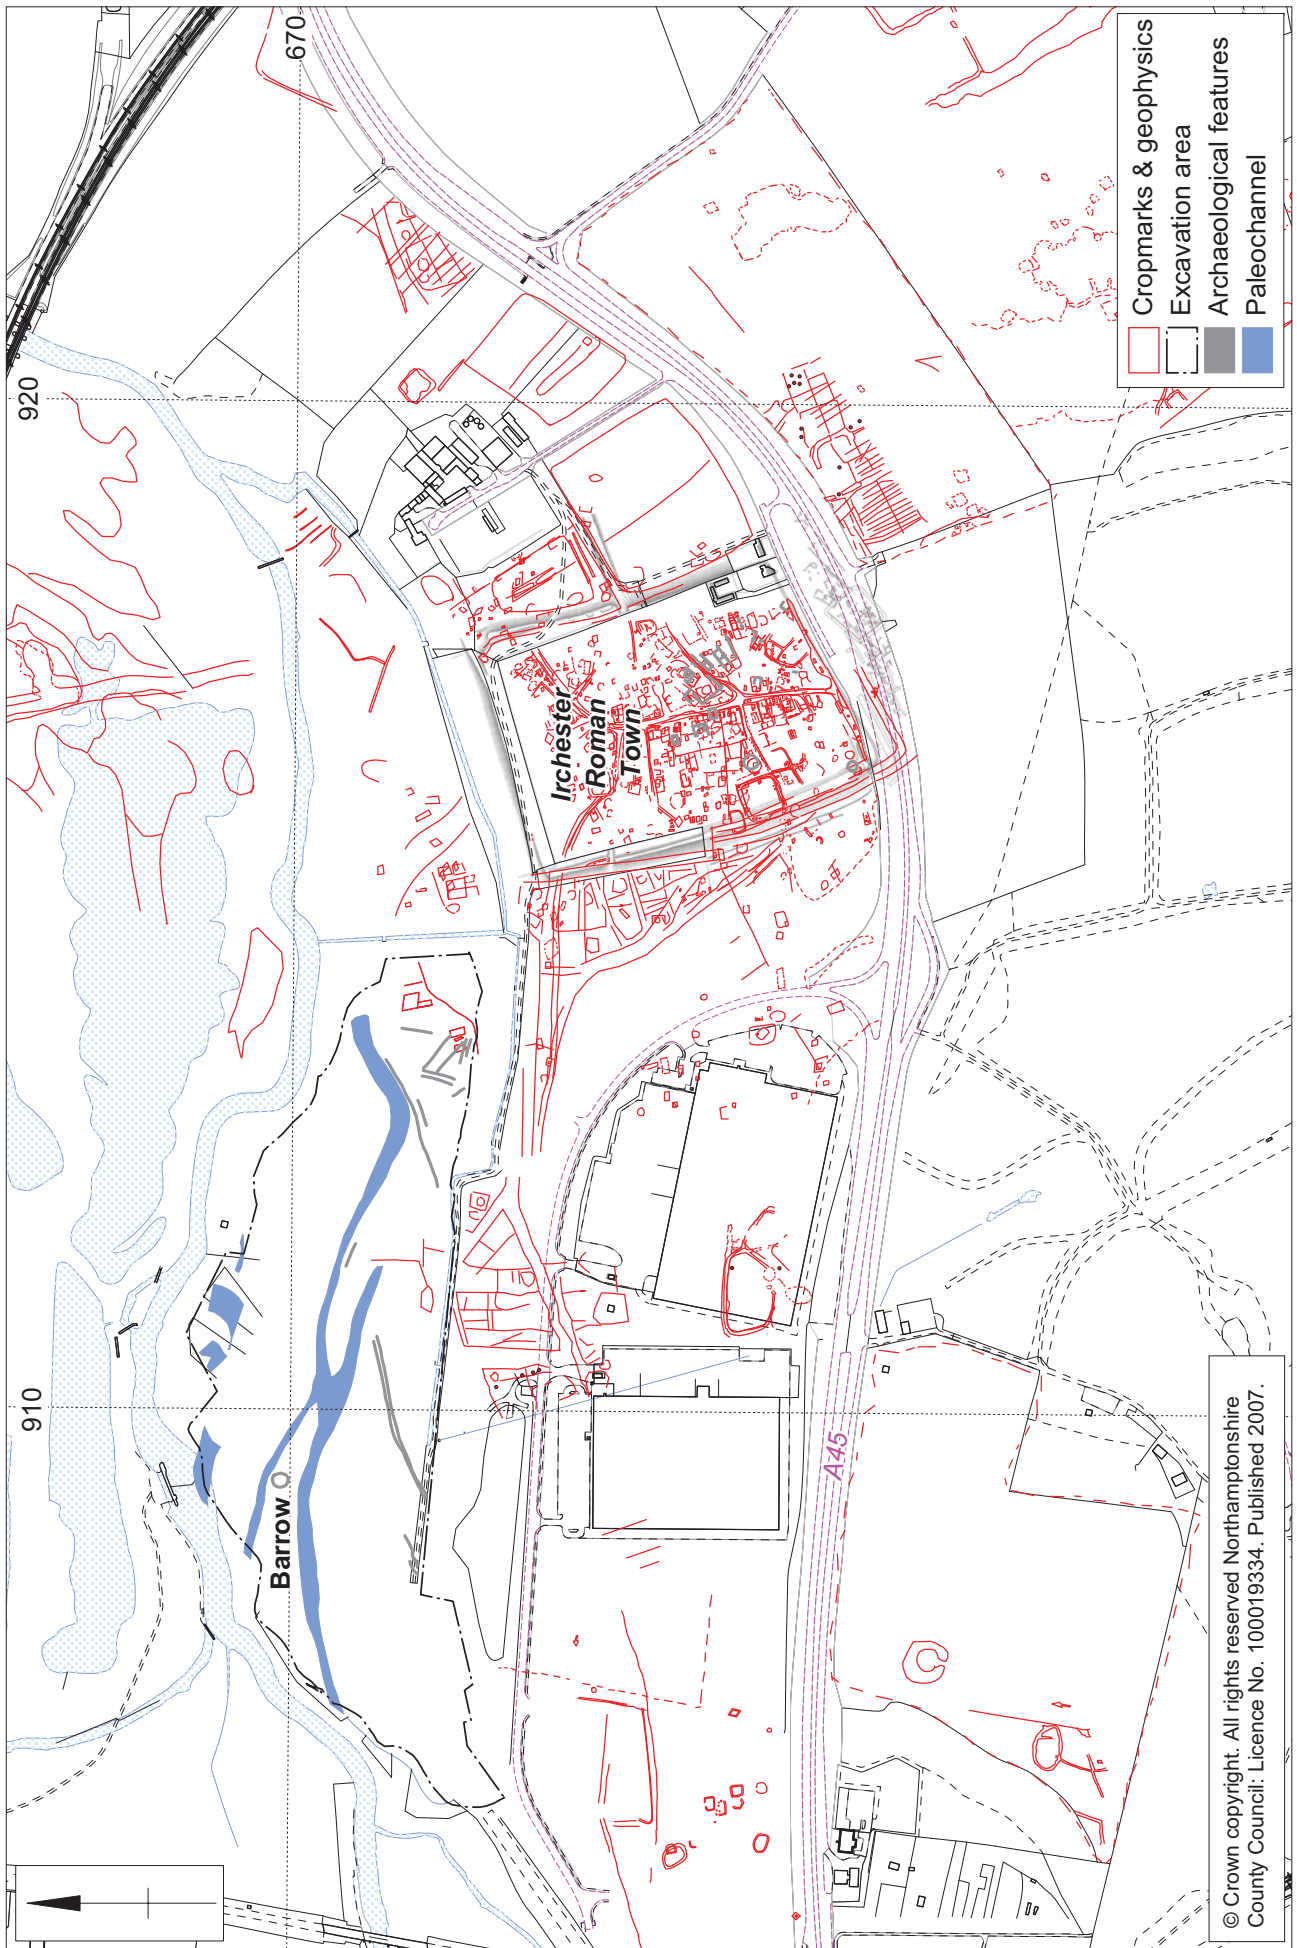 910
920
670
Barrow
Irchester
Roman
Town
A45
Cropmarks & geophysics
Excavation area
Archaeological features
Paleochannel
© Crown copyright. All rights reserved Northamptonshire
County Council: Licence No. 100019334. Published 2007.